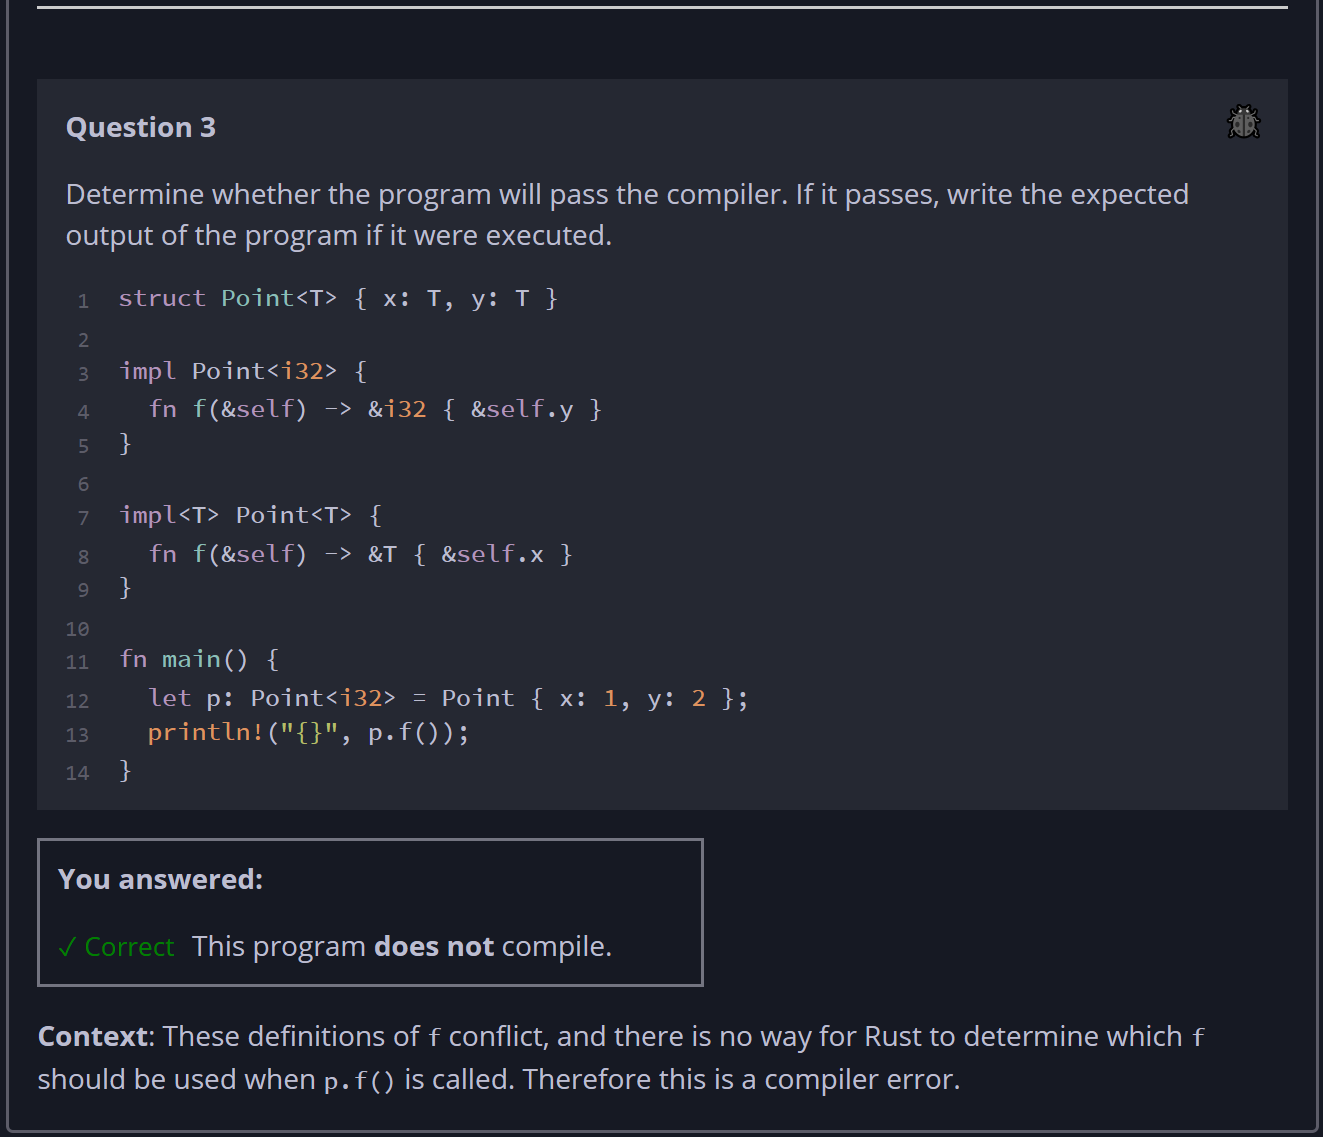 Question 3
Determine whether the program will pass the compiler. If it passes, write the expected
output of the program if it were executed.
1 struct Point<T> { x: T, y: T }
2
3 impl Point<i32> {
4   fn f(&self) -> &i32 { &self.y }
5 }
6
7 impl<T> Point<T> {
8   fn f(&self) -> &T { &self.x }
9 }
10
11 fn main() {
12   let p: Point<i32> = Point { x: 1, y: 2 };
13   println!("{}", p.f());
14 }
You answered:
✓ Correct This program does not compile.
Context: These definitions of f conflict, and there is no way for Rust to determine which f
should be used when p.f() is called. Therefore this is a compiler error.